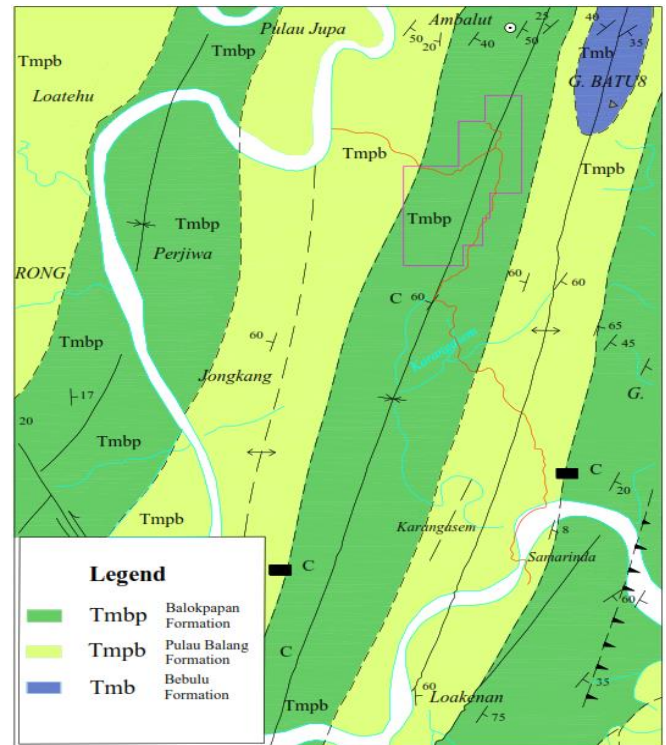 Ambalut
25
40
Pulau Jupa
50
20
40
50
35
Tmb
Tmpb
Tmbp
G. BATU'8
Loatehu
Tmpb
Tmpb
Tmbp
Tmbp
Perjiwa
RONG
60
60
C
60
65
Karangasem
Tmbp
60
45
Jongkang
G.
17
20
Tmbp
C
20
Tmpb
Karangasem
8
Samarinda
C
60
C
35
Tmpb
60
Loakenan
75
Legend
Tmbp Balokpapan
Formation
Tmpb Pulau Balang
Formation
Tmb Bebulu
Formation